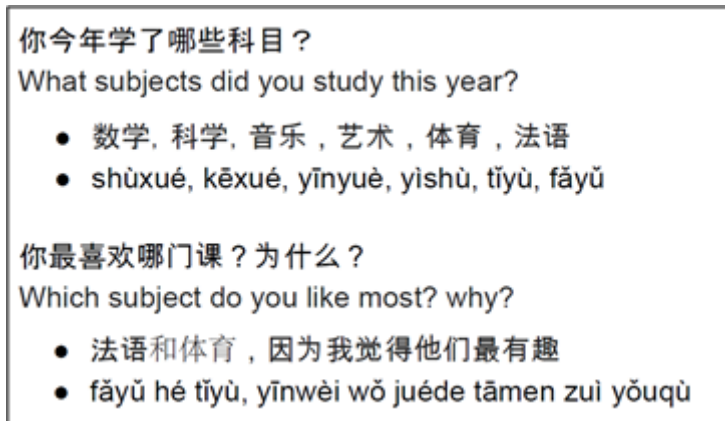 你今年学了哪些科目？
What subjects did you study this year?
● 数学, 科学, 音乐，艺术，体育，法语
● shùxué, kēxué, yīnyuè, yìshù, tǐyù, fǎyǔ
你最喜欢哪门课？为什么？
Which subject do you like most? why?
● 法语和体育，因为我觉得他们最有趣
● fǎyǔ hé tǐyù, yīnwèi wǒ juéde tāmen zuì yǒuqù